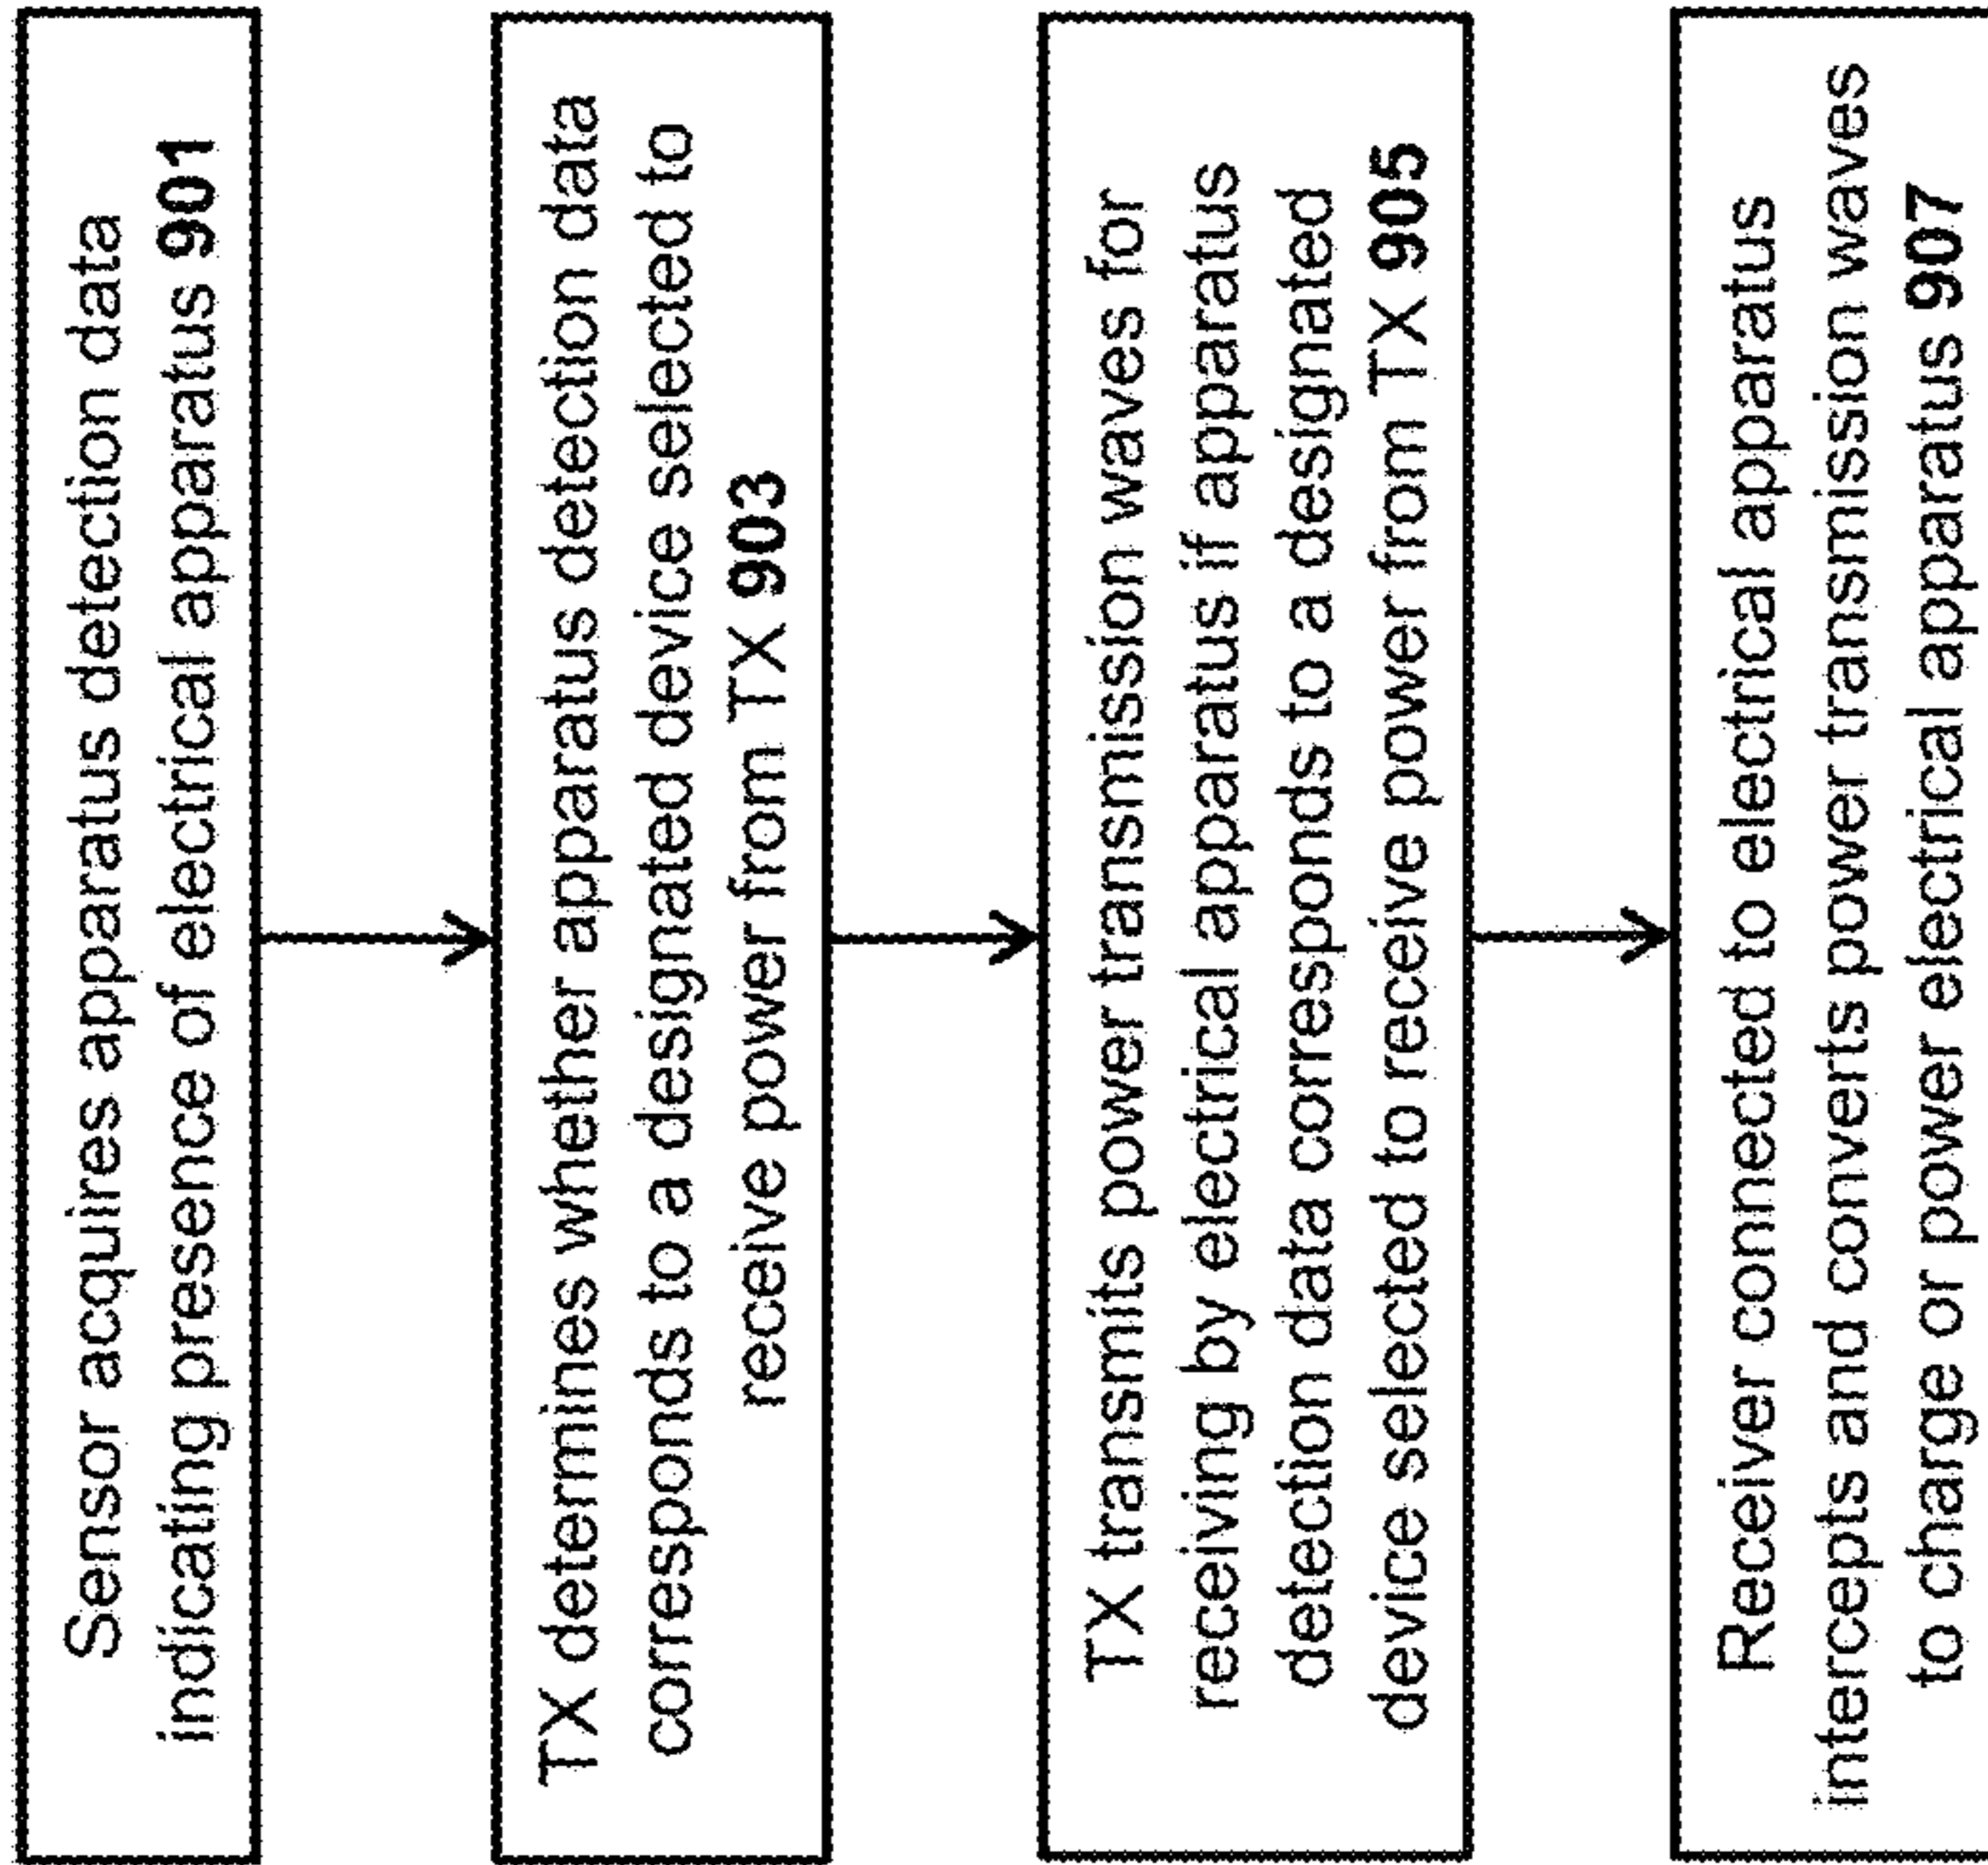 Sensor acquires apparatus detection data
indicating presence of electrical apparatus 901
TX determines whether apparatus detection data
corresponds to a designated device selected to
receive power from TX 903
TX transmits power transmission waves for
receiving by electrical apparatus if apparatus
detection data corresponds to a designated
device selected to receive power from TX 905
Receiver connected to electrical apparatus
intercepts and converts power transmission waves
to charge or power electrical apparatus 907